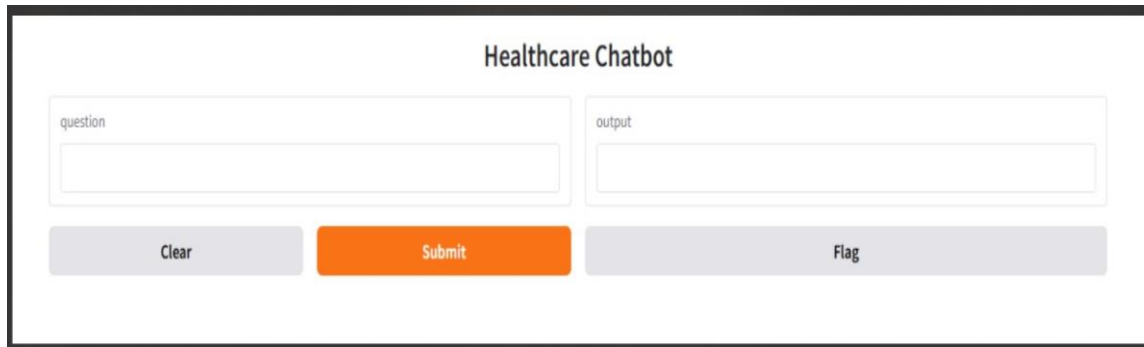 Healthcare Chatbot
question
output
Clear
Submit
Flag